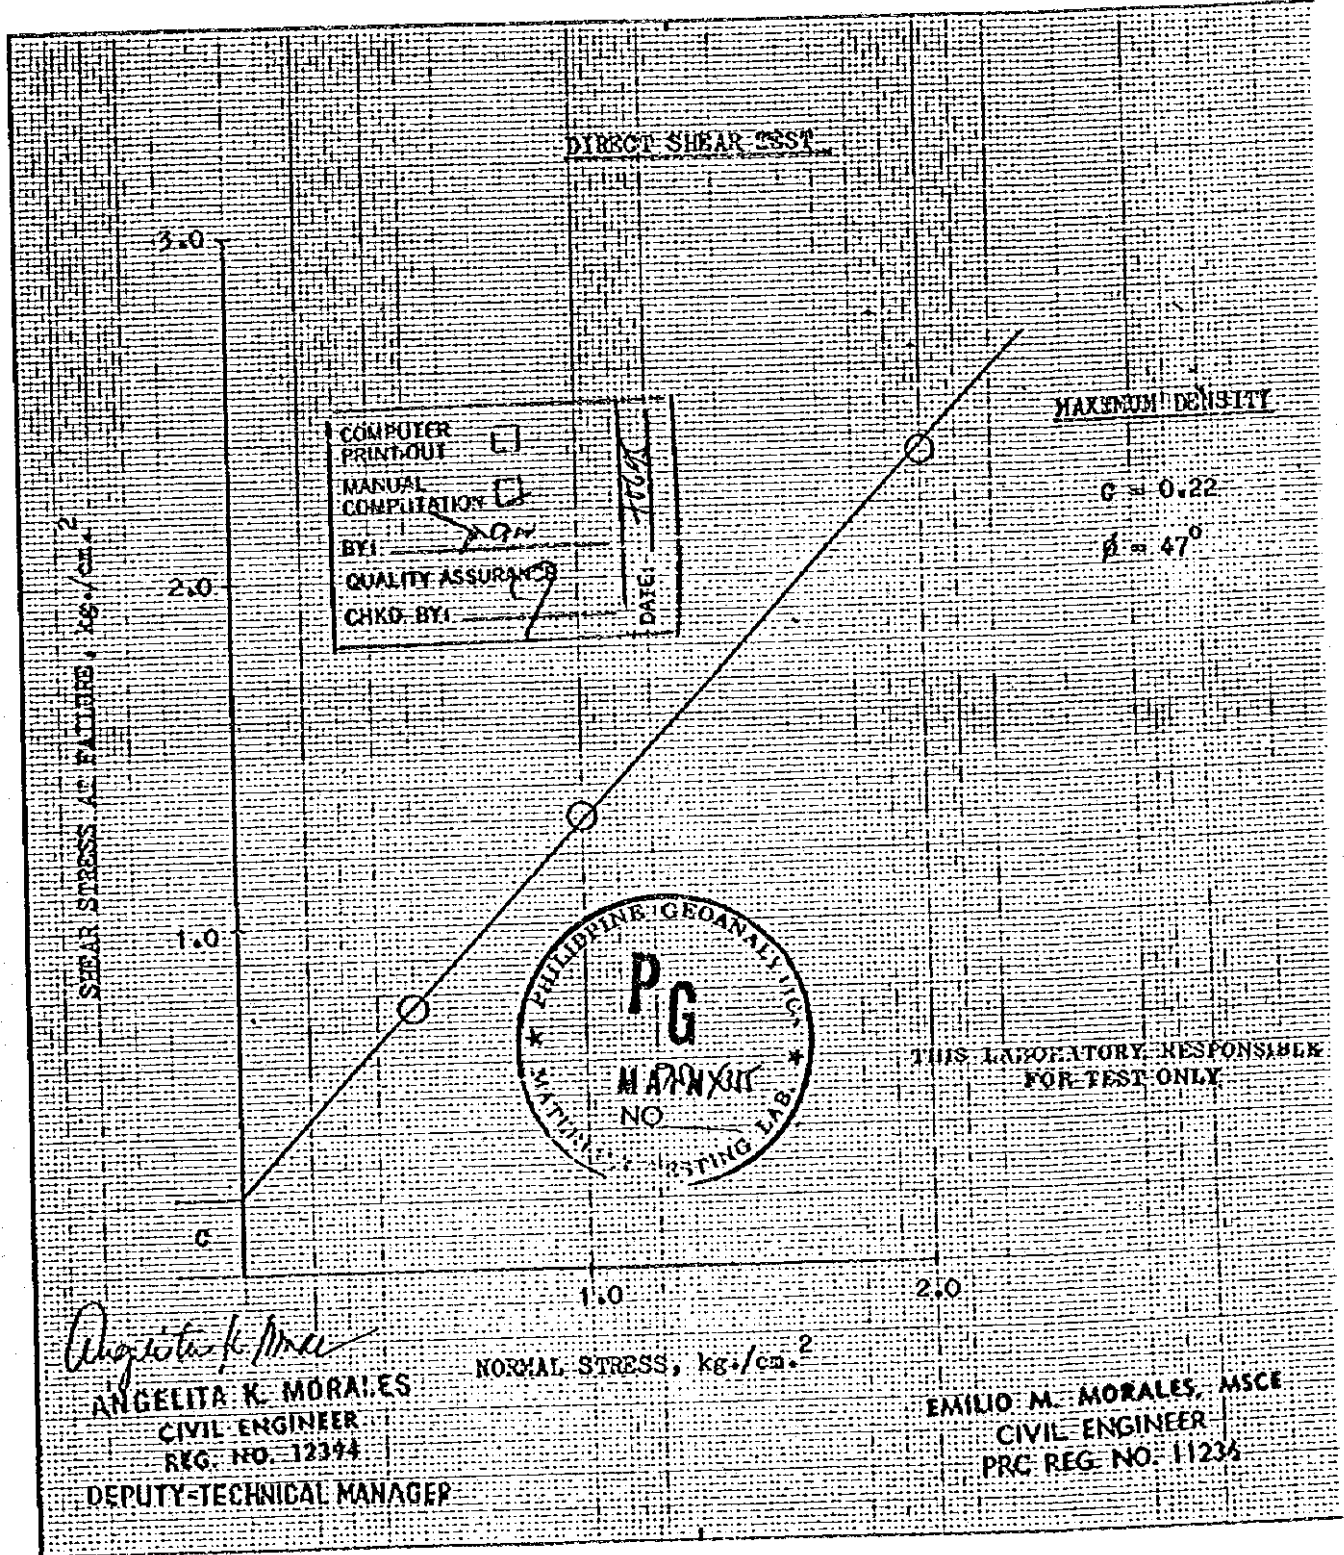 DIRECT SHEAR TEST
3.0
2.0
1.0
SHEAR STRESS AT FAILURE, kg./cm.2
COMPUTER
PRINT-OUT
MANUAL
COMPUTATION
BY:
QUALITY ASSURANCE
CHKD BY:
DATE:
MAXIMUM DENSITY
C = 0.22
ø = 47°
PHILIPPINE GEOANALYTICS
PG
NO
TESTING LAB.
THIS LABORATORY RESPONSIBLE
FOR TEST ONLY
C
1.0
2.0
NORMAL STRESS, kg./cm.2
ANGELITA K. MORALES
CIVIL ENGINEER
REG. NO. 12394
DEPUTY-TECHNICAL MANAGER
EMILIO M. MORALES, MSCE
CIVIL ENGINEER
PRC REG. NO. 11234